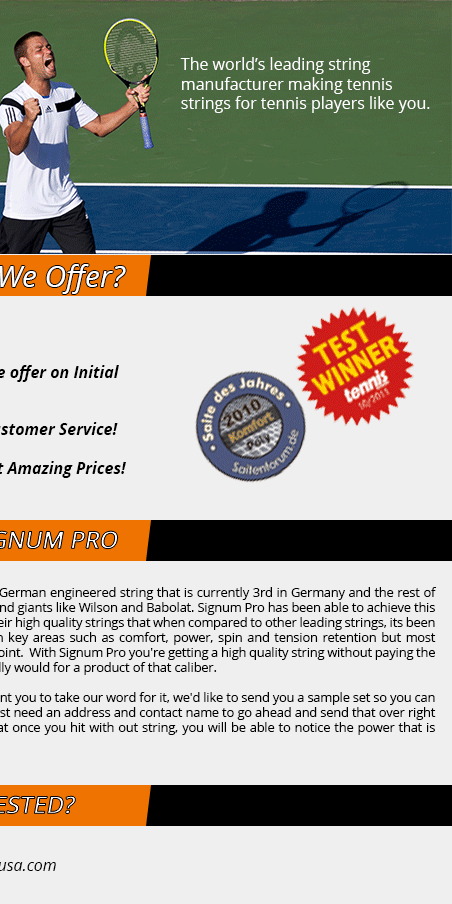 The world's leading string
manufacturer making tennis
strings for tennis players like you.
We Offer?
e offer on Initial
stomer Service!
t Amazing Prices!
TEST
WINNER
tennis
10/2011
Saite des Jahres
2010
Komfort
Poly
Saitenforum.de
GNUM PRO
German engineered string that is currently 3rd in Germany and the rest of
nd giants like Wilson and Babolat. Signum Pro has been able to achieve this
eir high quality strings that when compared to other leading strings, its been
n key areas such as comfort, power, spin and tension retention but most
oint. With Signum Pro you're getting a high quality string without paying the
lly would for a product of that caliber.
nt you to take our word for it, we'd like to send you a sample set so you can
st need an address and contact name to go ahead and send that over right
at once you hit with out string, you will be able to notice the power that is
ESTED?
usa.com